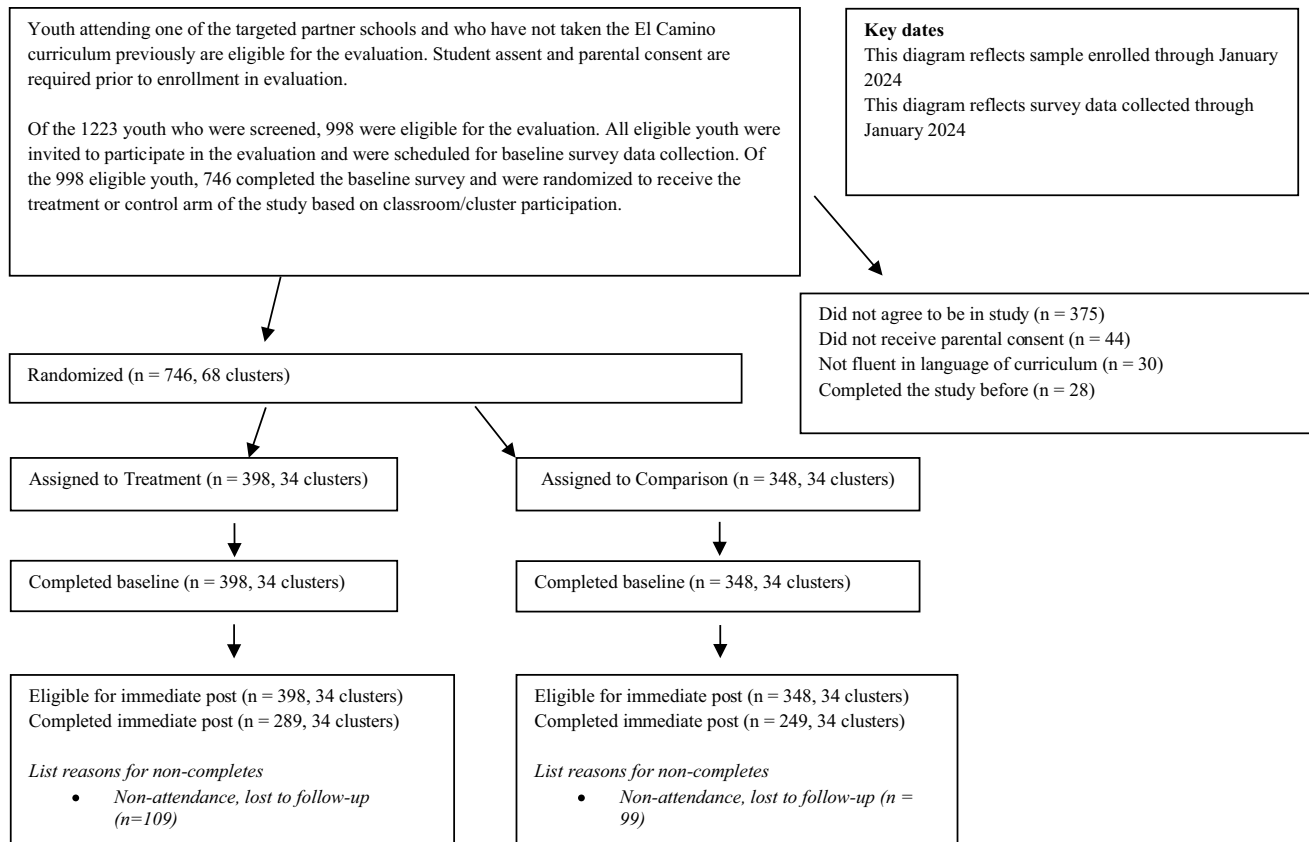 Youth attending one of the targeted partner schools and who have not taken the El Camino
curriculum previously are eligible for the evaluation. Student assent and parental consent are
required prior to enrollment in evaluation.
Of the 1223 youth who were screened, 998 were eligible for the evaluation. All eligible youth were
invited to participate in the evaluation and were scheduled for baseline survey data collection. Of
the 998 eligible youth, 746 completed the baseline survey and were randomized to receive the
treatment or control arm of the study based on classroom/cluster participation.
Key dates
This diagram reflects sample enrolled through January
2024
This diagram reflects survey data collected through
January 2024
Did not agree to be in study (n = 375)
Did not receive parental consent (n = 44)
Not fluent in language of curriculum (n = 30)
Completed the study before (n = 28)
Randomized (n = 746, 68 clusters)
Assigned to Treatment (n = 398, 34 clusters)
Assigned to Comparison (n = 348, 34 clusters)
Completed baseline (n = 398, 34 clusters)
Completed baseline (n = 348, 34 clusters)
Eligible for immediate post (n = 398, 34 clusters)
Completed immediate post (n = 289, 34 clusters)
List reasons for non-completes
• Non-attendance, lost to follow-up
(n=109)
Eligible for immediate post (n = 348, 34 clusters)
Completed immediate post (n = 249, 34 clusters)
List reasons for non-completes
• Non-attendance, lost to follow-up (n =
99)